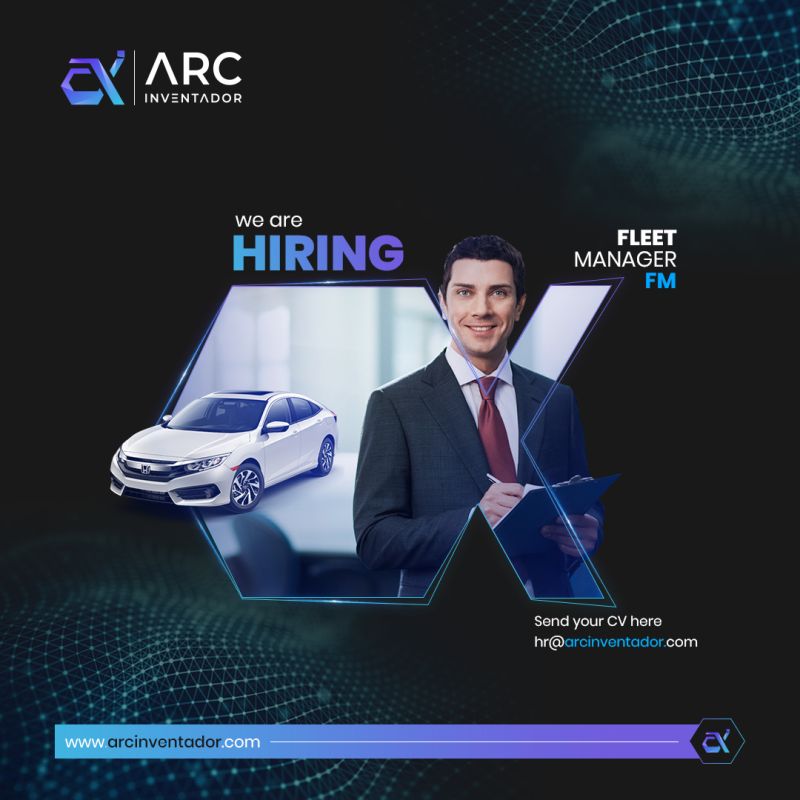 ARC
INVENTADOR
we are
HIRING
FLEET
MANAGER
FM
Send your CV here
hr@arcinventador.com
www.arcinventador.com